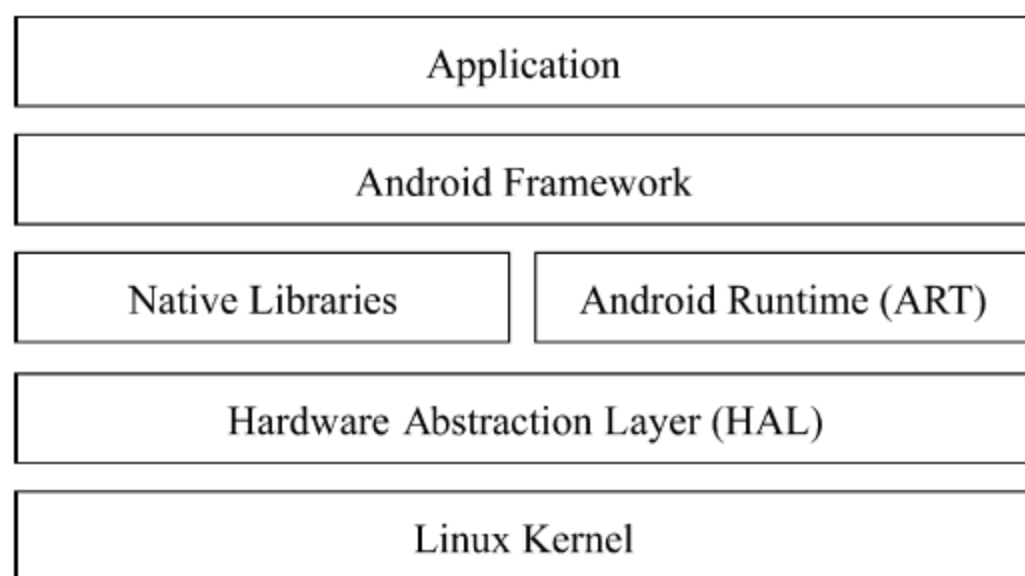 Application
Android Framework
Native Libraries
Android Runtime (ART)
Hardware Abstraction Layer (HAL)
Linux Kernel